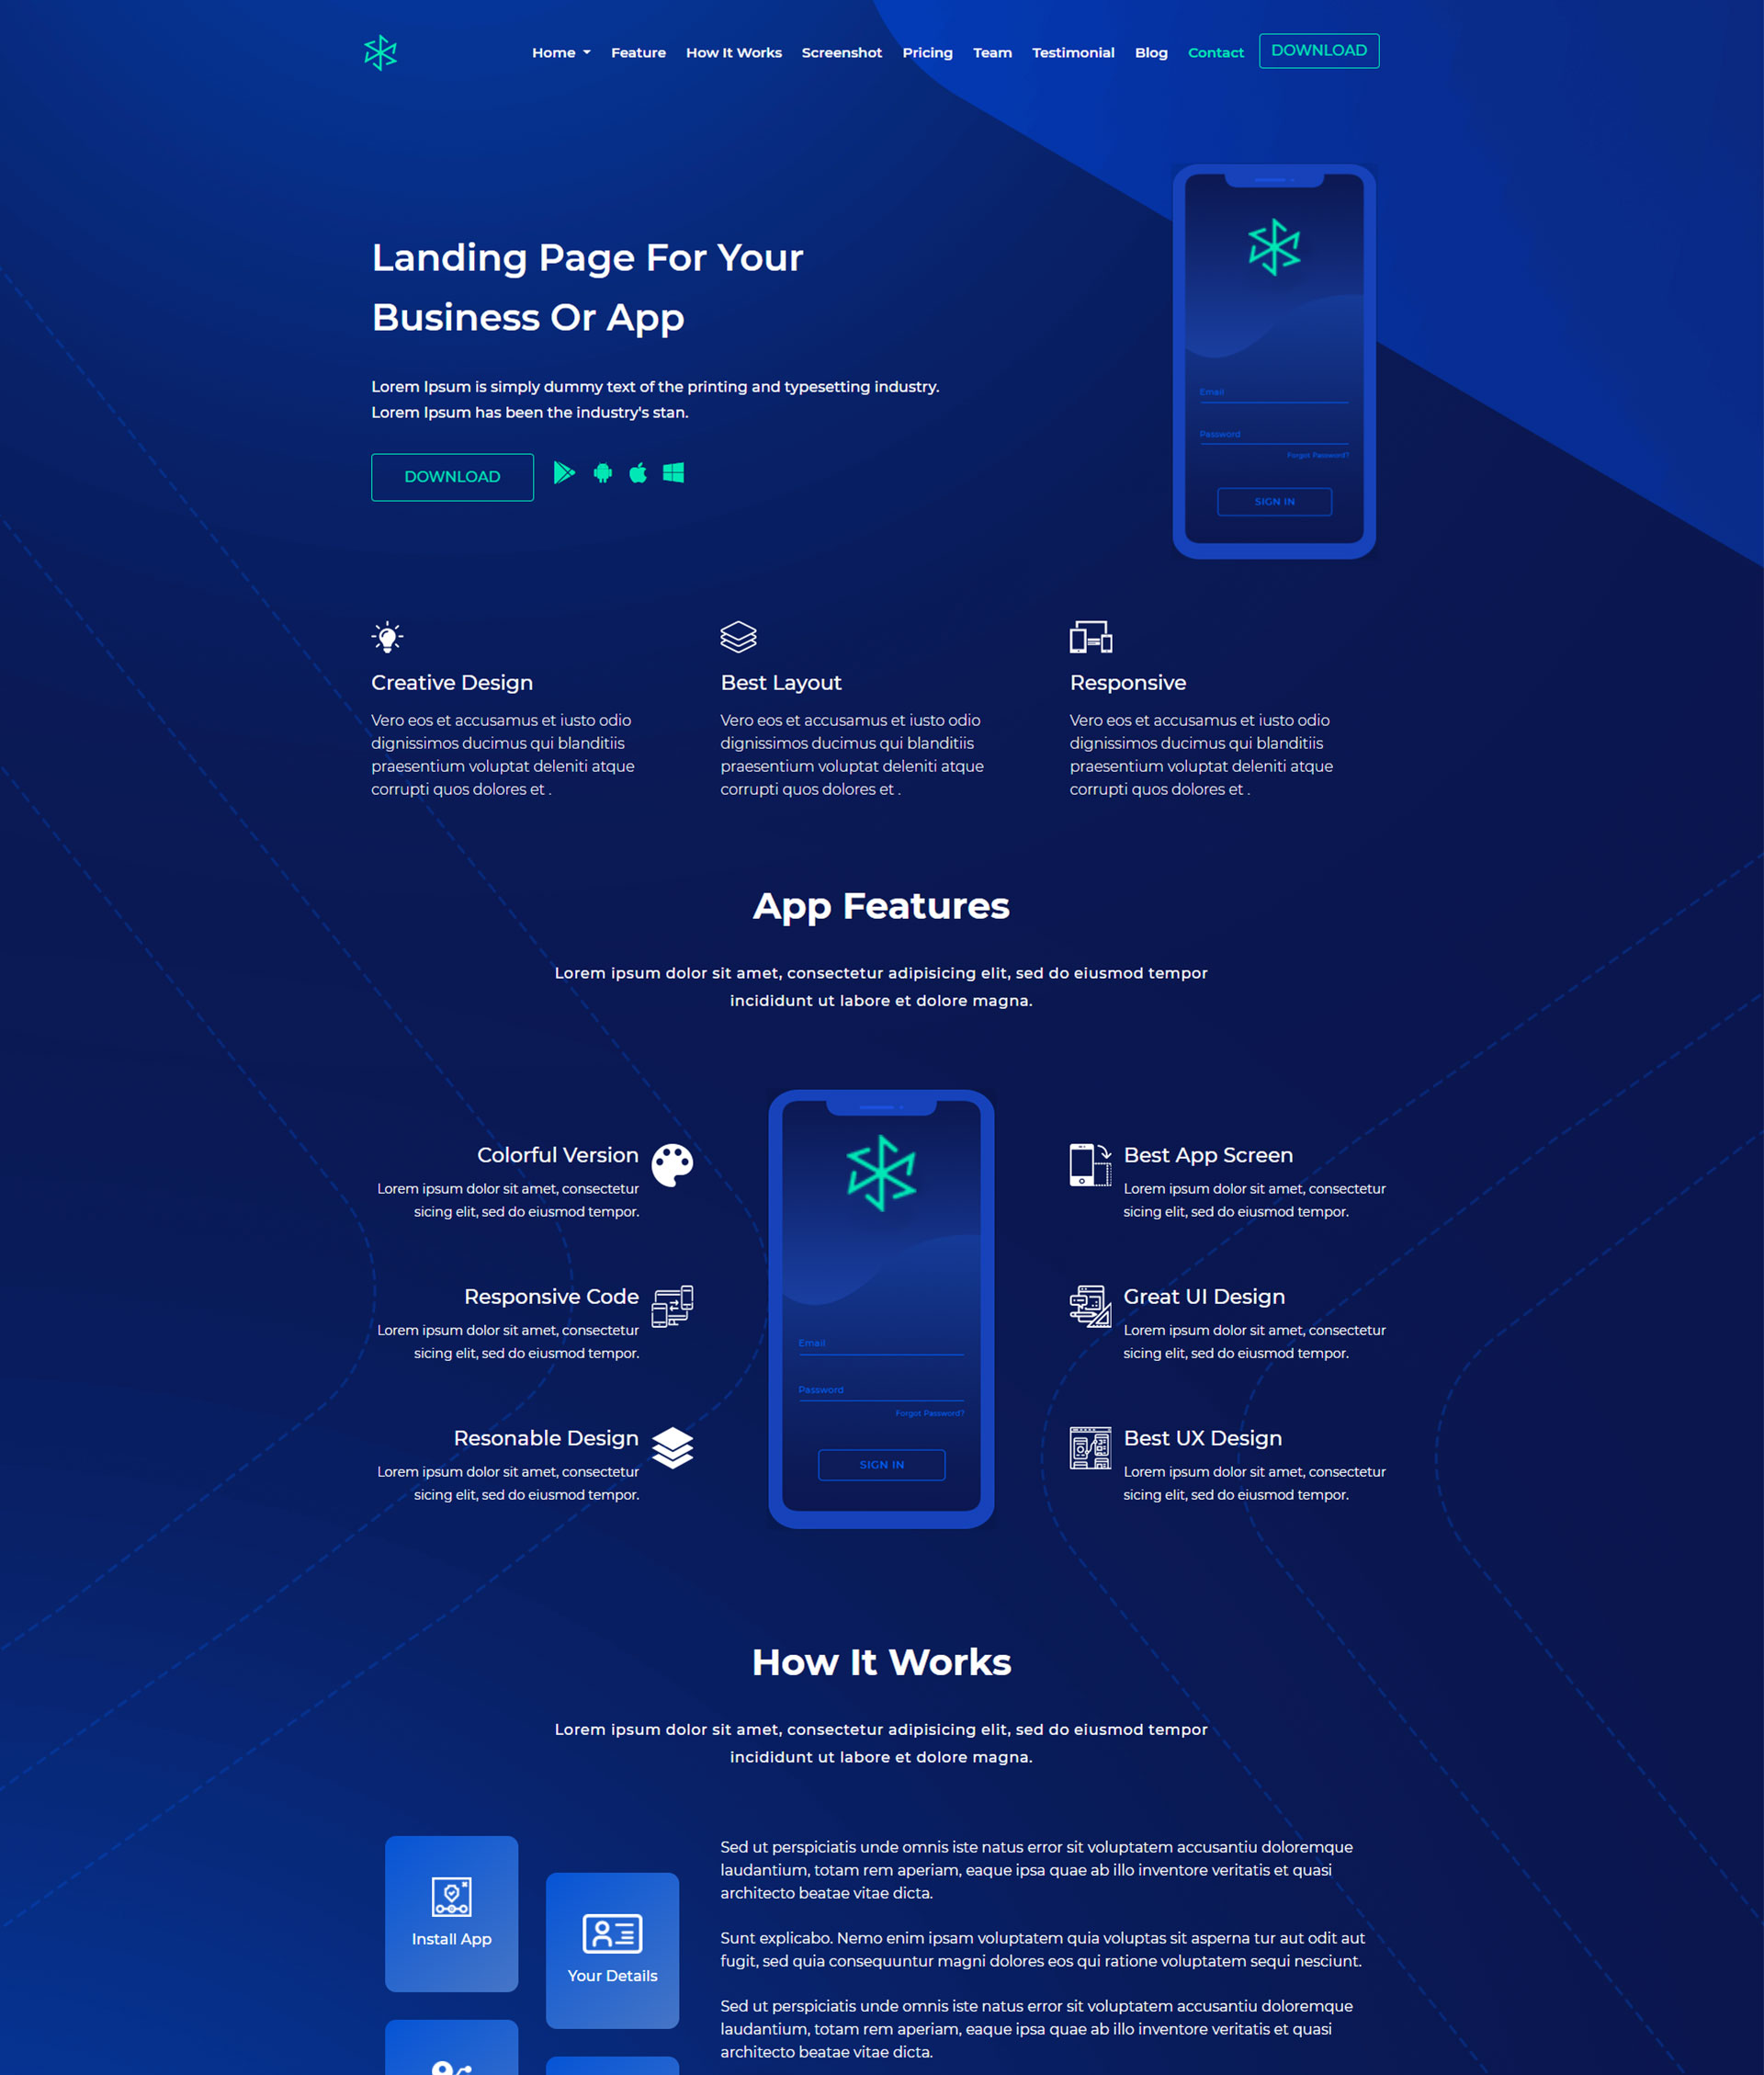 Home
Feature
How It Works
Screenshot
Pricing
Team
Testimonial
Blog
Contact
DOWNLOAD
Landing Page For Your
Business Or App
Lorem Ipsum is simply dummy text of the printing and typesetting industry.
Lorem Ipsum has been the industry's stan.
DOWNLOAD
Email
Password
Forgot Password?
SIGN IN
Creative Design
Vero eos et accusamus et iusto odio
dignissimos ducimus qui blanditiis
praesentium voluptat deleniti atque
corrupti quos dolores et .
Best Layout
Vero eos et accusamus et iusto odio
dignissimos ducimus qui blanditiis
praesentium voluptat deleniti atque
corrupti quos dolores et .
Responsive
Vero eos et accusamus et iusto odio
dignissimos ducimus qui blanditiis
praesentium voluptat deleniti atque
corrupti quos dolores et .
App Features
Lorem ipsum dolor sit amet, consectetur adipisicing elit, sed do eiusmod tempor
incididunt ut labore et dolore magna.
Colorful Version
Lorem ipsum dolor sit amet, consectetur
sicing elit, sed do eiusmod tempor.
Responsive Code
Lorem ipsum dolor sit amet, consectetur
sicing elit, sed do eiusmod tempor.
Resonable Design
Lorem ipsum dolor sit amet, consectetur
sicing elit, sed do eiusmod tempor.
Email
Password
Forgot Password?
SIGN IN
Best App Screen
Lorem ipsum dolor sit amet, consectetur
sicing elit, sed do eiusmod tempor.
Great UI Design
Lorem ipsum dolor sit amet, consectetur
sicing elit, sed do eiusmod tempor.
Best UX Design
Lorem ipsum dolor sit amet, consectetur
sicing elit, sed do eiusmod tempor.
How It Works
Lorem ipsum dolor sit amet, consectetur adipisicing elit, sed do eiusmod tempor
incididunt ut labore et dolore magna.
Install App
Your Details
Sed ut perspiciatis unde omnis iste natus error sit voluptatem accusantiu doloremque
laudantium, totam rem aperiam, eaque ipsa quae ab illo inventore veritatis et quasi
architecto beatae vitae dicta.
Sunt explicabo. Nemo enim ipsam voluptatem quia voluptas sit asperna tur aut odit aut
fugit, sed quia consequuntur magni dolores eos qui ratione voluptatem sequi nesciunt.
Sed ut perspiciatis unde omnis iste natus error sit voluptatem accusantiu doloremque
laudantium, totam rem aperiam, eaque ipsa quae ab illo inventore veritatis et quasi
architecto beatae vitae dicta.